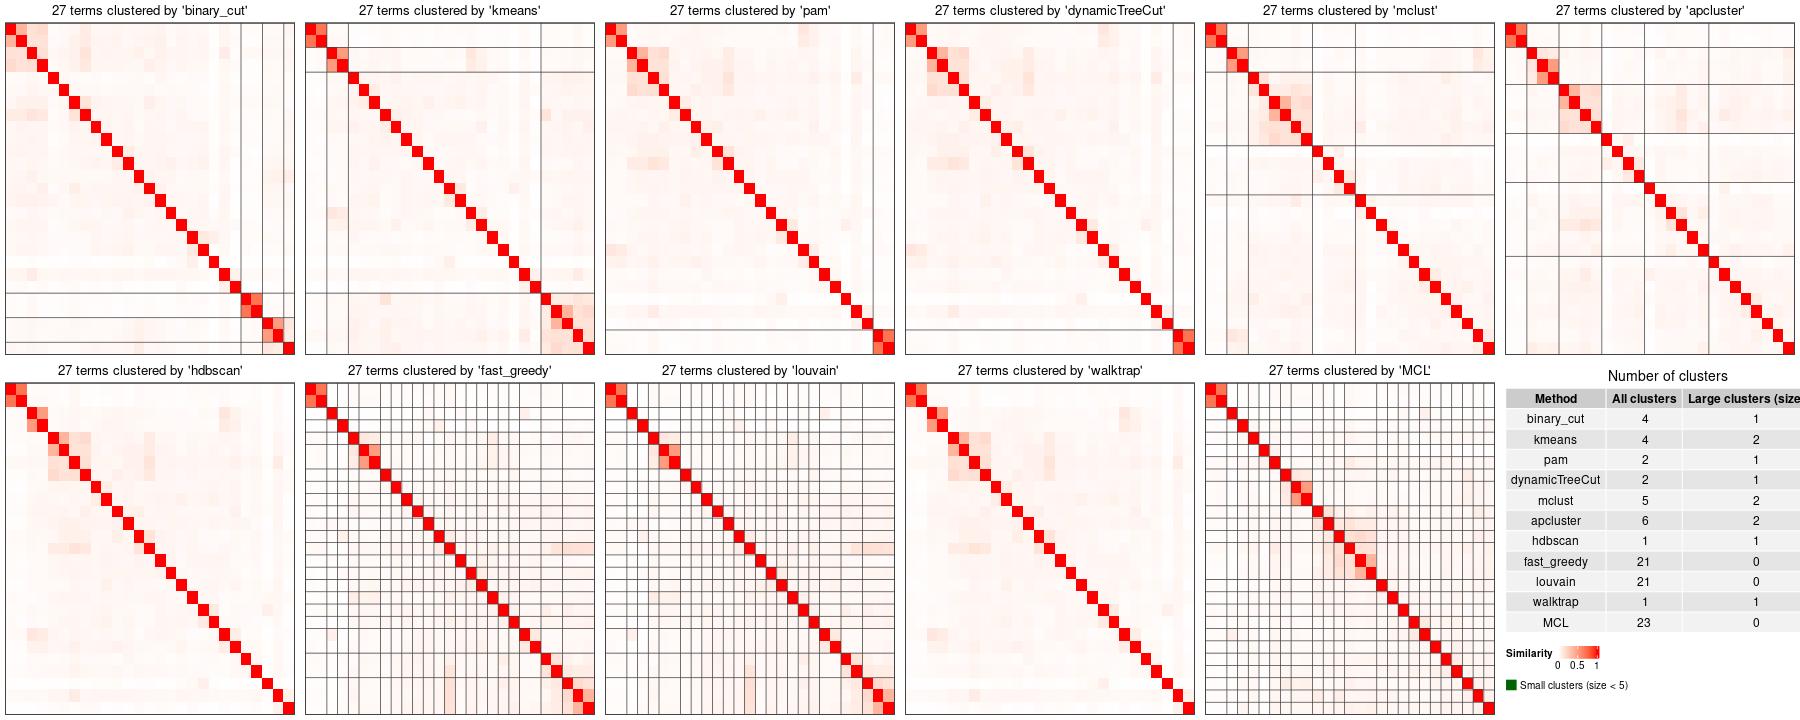 27 terms clustered by 'binary_cut'
27 terms clustered by 'kmeans'
27 terms clustered by 'pam'
27 terms clustered by 'dynamicTreeCut'
27 terms clustered by 'mclust'
27 terms clustered by 'apcluster'
27 terms clustered by 'hdbscan'
27 terms clustered by 'fast_greedy'
27 terms clustered by 'louvain'
27 terms clustered by 'walktrap'
27 terms clustered by 'MCL'
Number of clusters
Method All clusters Large clusters (size
binary_cut 4 1
kmeans 4 2
pam 2 1
dynamicTreeCut 2 1
mclust 5 2
apcluster 6 2
hdbscan 1 1
fast_greedy 21 0
louvain 21 0
walktrap 1 1
MCL 23 0
Similarity
0 0.5 1
Small clusters (size < 5)